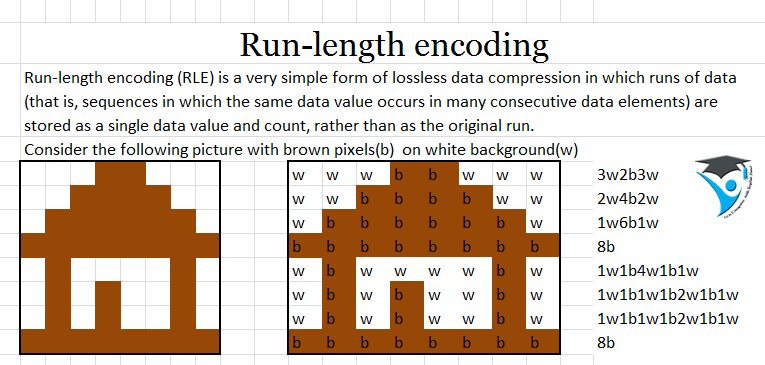 Run-length encoding
Run-length encoding (RLE) is a very simple form of lossless data compression in which runs of data
(that is, sequences in which the same data value occurs in many consecutive data elements) are
stored as a single data value and count, rather than as the original run.
Consider the following picture with brown pixels(b) on white background(w)
w w w b b w w w 3w2b3w
w w b b b b w w 2w4b2w
w b b b b b b w 1w6b1w
b b b b b b b b 8b
w b w w w w b w 1w1b4w1b1w
w b w b w w b w 1w1b1w1b2w1b1w
w b w b w w b w 1w1b1w1b2w1b1w
b b b b b b b b 8b